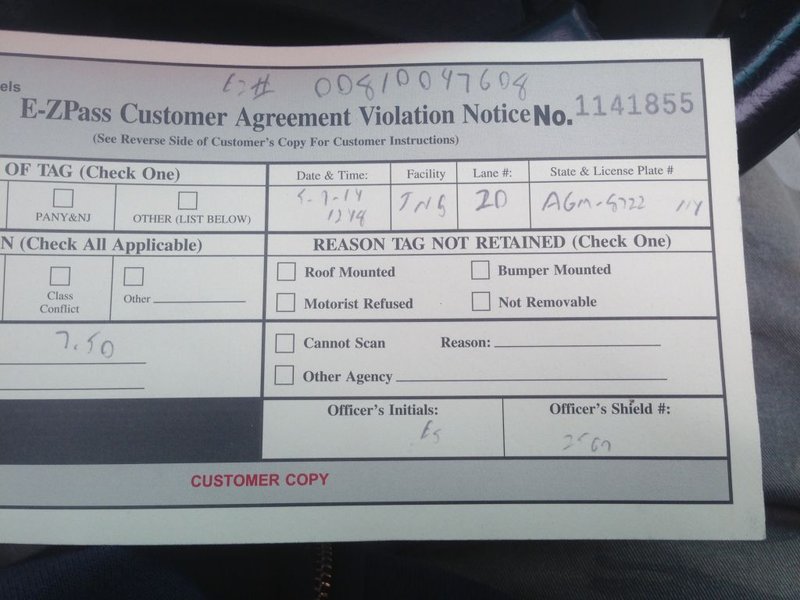 els
EZ# 00810047608
E-ZPass Customer Agreement Violation Notice No. 1141855
(See Reverse Side of Customer's Copy For Customer Instructions)
OF TAG (Check One)
Date & Time: Facility Lane #: State & License Plate #
20 NY
PANY&NJ OTHER (LIST BELOW)
N (Check All Applicable)
REASON TAG NOT RETAINED (Check One)
Roof Mounted Bumper Mounted
Class Conflict Other
Motorist Refused Not Removable
7.50
Cannot Scan Reason:
Other Agency
Officer's Initials: Officer's Shield #:
CUSTOMER COPY